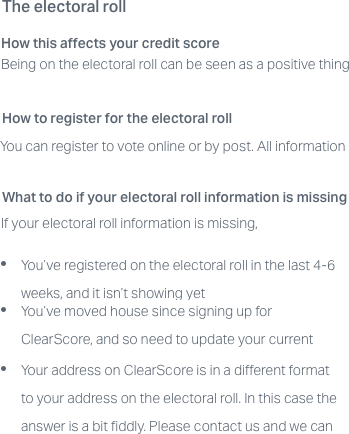 The electoral roll
How this affects your credit score
Being on the electoral roll can be seen as a positive thing
How to register for the electoral roll
You can register to vote online or by post. All information
What to do if your electoral roll information is missing
If your electoral roll information is missing,
• You've registered on the electoral roll in the last 4-6
weeks, and it isn't showing yet
• You've moved house since signing up for
ClearScore, and so need to update your current
• Your address on ClearScore is in a different format
to your address on the electoral roll. In this case the
answer is a bit fiddly. Please contact us and we can